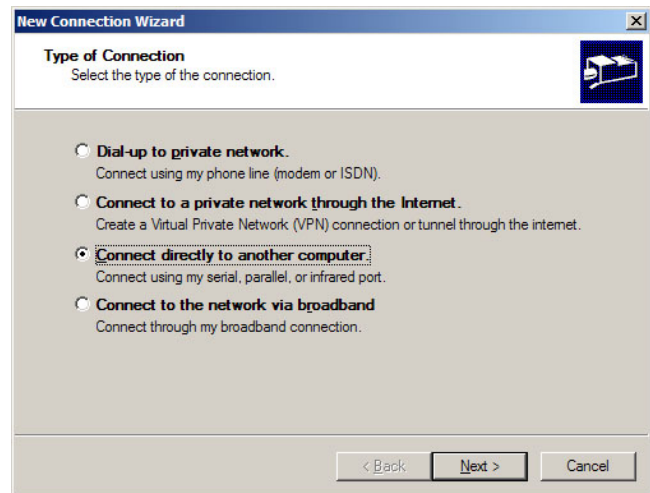 New Connection Wizard
Type of Connection
Select the type of the connection.
Dial-up to private network.
Connect using my phone line (modem or ISDN).
Connect to a private network through the Internet.
Create a Virtual Private Network (VPN) connection or tunnel through the internet.
Connect directly to another computer.
Connect using my serial, parallel, or infrared port.
Connect to the network via broadband
Connect through my broadband connection.
< Back Next > Cancel